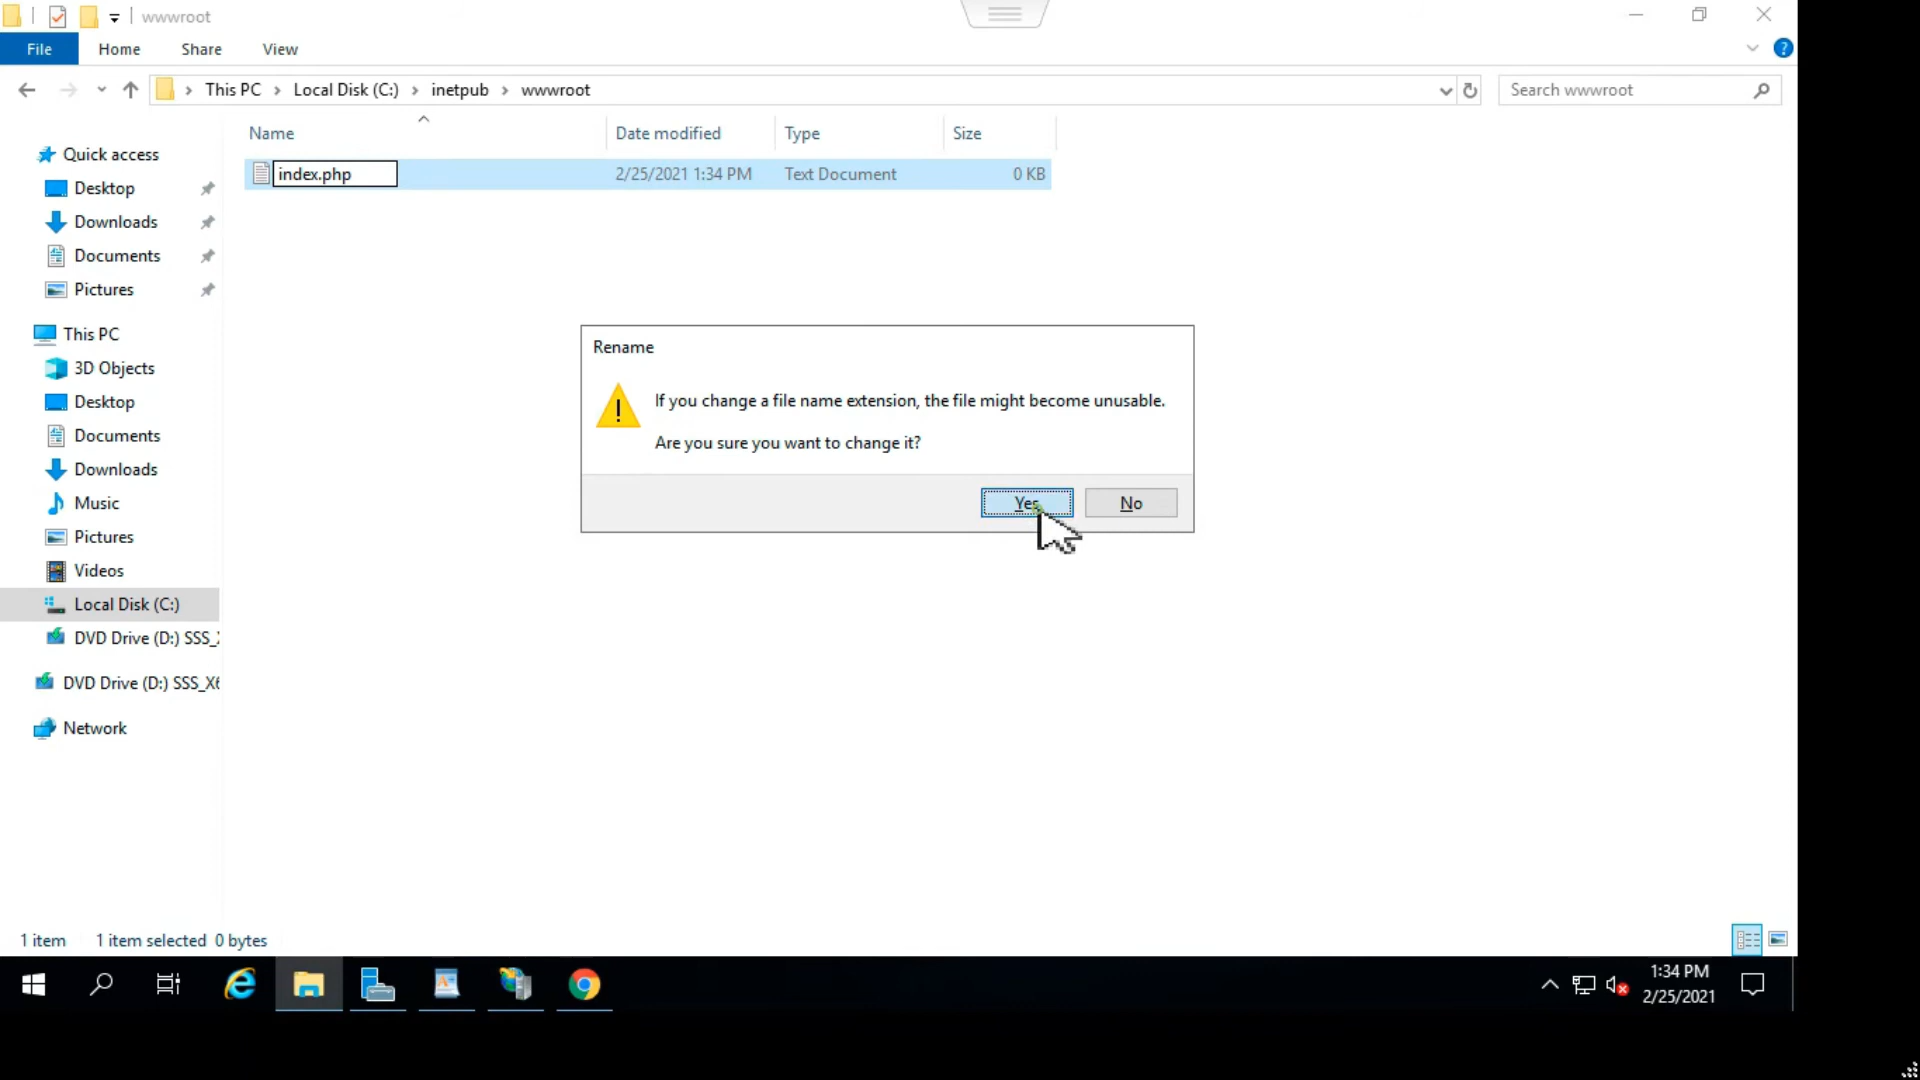 wwwroot
File Home Share View
This PC Local Disk (C:) inetpub wwwroot
Search wwwroot
Name Date modified Type Size
index.php 2/25/2021 1:34 PM Text Document 0 KB
Quick access
Desktop
Downloads
Documents
Pictures
This PC
3D Objects
Desktop
Documents
Downloads
Music
Pictures
Videos
Local Disk (C:)
DVD Drive (D:) SSS_X
DVD Drive (D:) SSS_X6
Network
Rename
If you change a file name extension, the file might become unusable.
Are you sure you want to change it?
Yes No
1 item 1 item selected 0 bytes
1:34 PM
2/25/2021